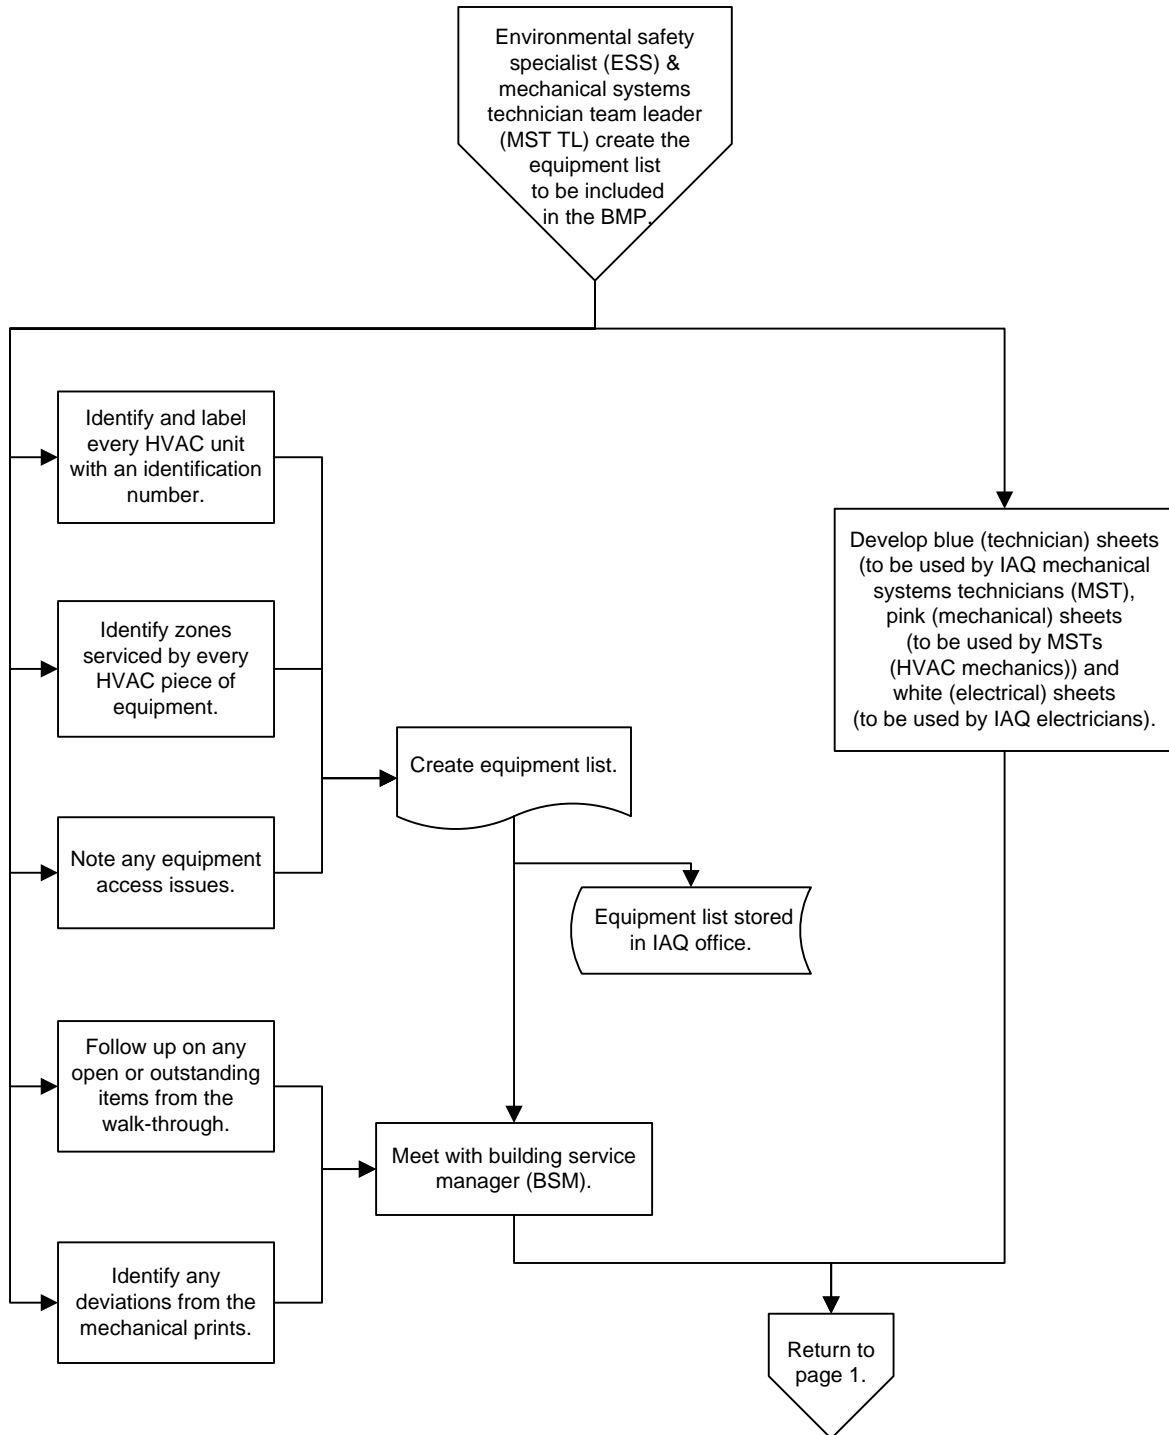 Environmental safety
specialist (ESS) &
mechanical systems
technician team leader
(MST TL) create the
equipment list
to be included
in the BMP.
Identify and label
every HVAC unit
with an identification
number.
Develop blue (technician) sheets
(to be used by IAQ mechanical
systems technicians (MST),
pink (mechanical) sheets
(to be used by MSTs
(HVAC mechanics)) and
white (electrical) sheets
(to be used by IAQ electricians).
Identify zones
serviced by every
HVAC piece of
equipment.
Create equipment list.
Note any equipment
access issues.
Equipment list stored
in IAQ office.
Follow up on any
open or outstanding
items from the
walk-through.
Meet with building service
manager (BSM).
Identify any
deviations from the
mechanical prints.
Return to
page 1.